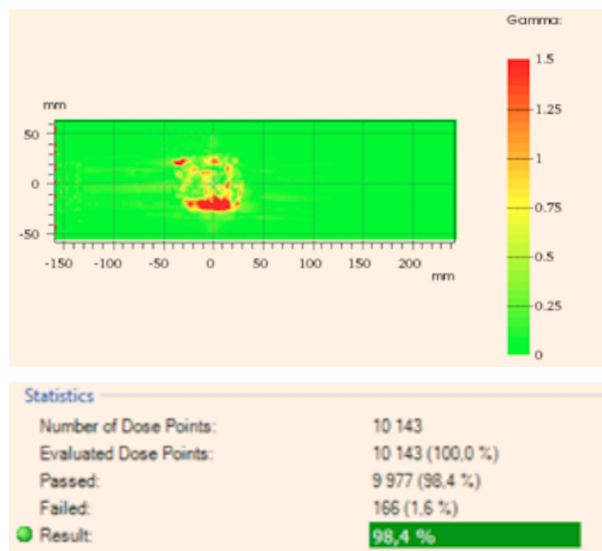 Gamma:
1.5
1.25
1
0.75
0.5
0.25
0
mm
50
0
-50
-150 -100 -50 0 50 100 150 200
mm
Statistics
Number of Dose Points: 10 143
Evaluated Dose Points: 10 143 (100,0 %)
Passed: 9 977 (98,4 %)
Failed: 166 (1,6 %)
Result: 98,4 %